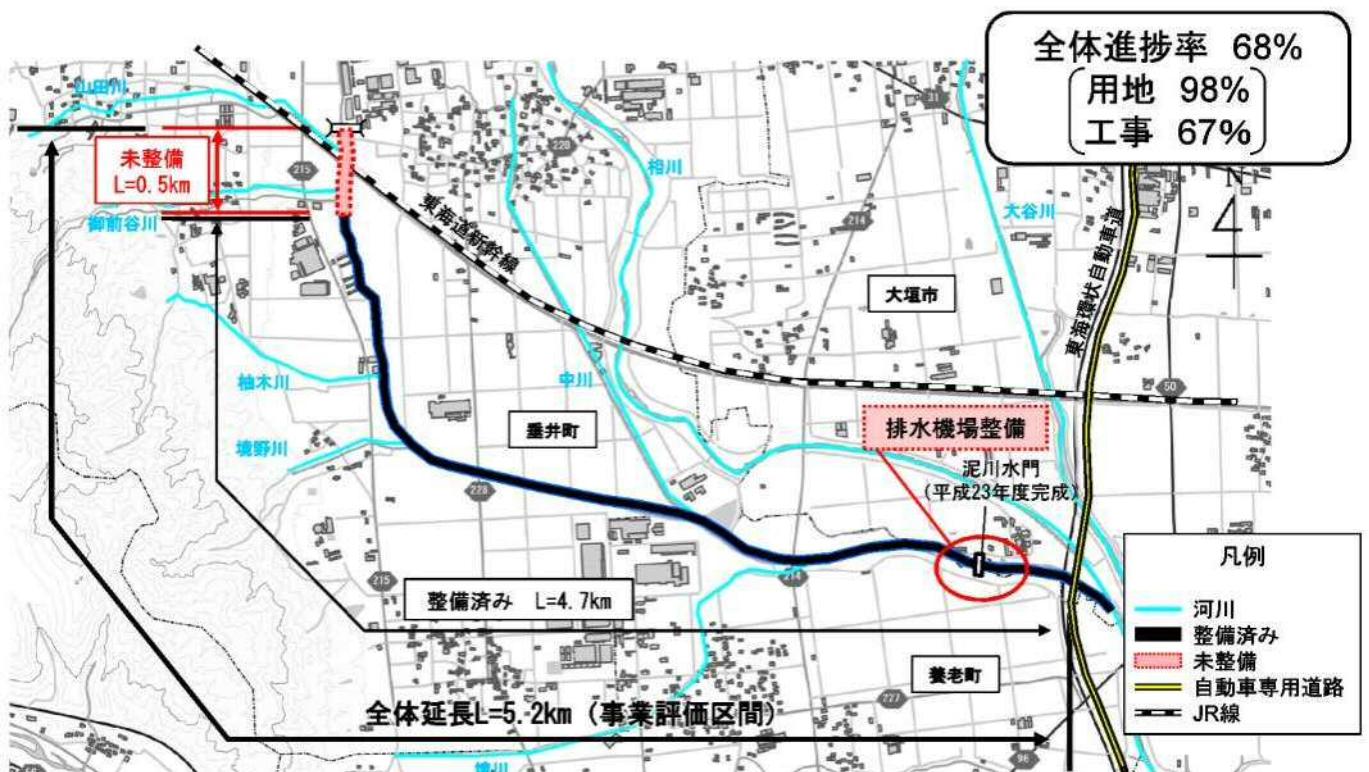 全体進捗率 68%
用地 98%
工事 67%
山田川
未整備
L=0.5km
215
220
相川
31
大谷川
N
御前谷川
東海道新幹線
214
大垣市
東海環状自動車道
50
柚木川
中川
垂井町
排水機場整備
境野川
泥川水門
(平成23年度完成)
228
215
214
整備済み L=4.7km
養老町
227
全体延長L=5.2km (事業評価区間)
96
凡例
河川
整備済み
未整備
自動車専用道路
JR線